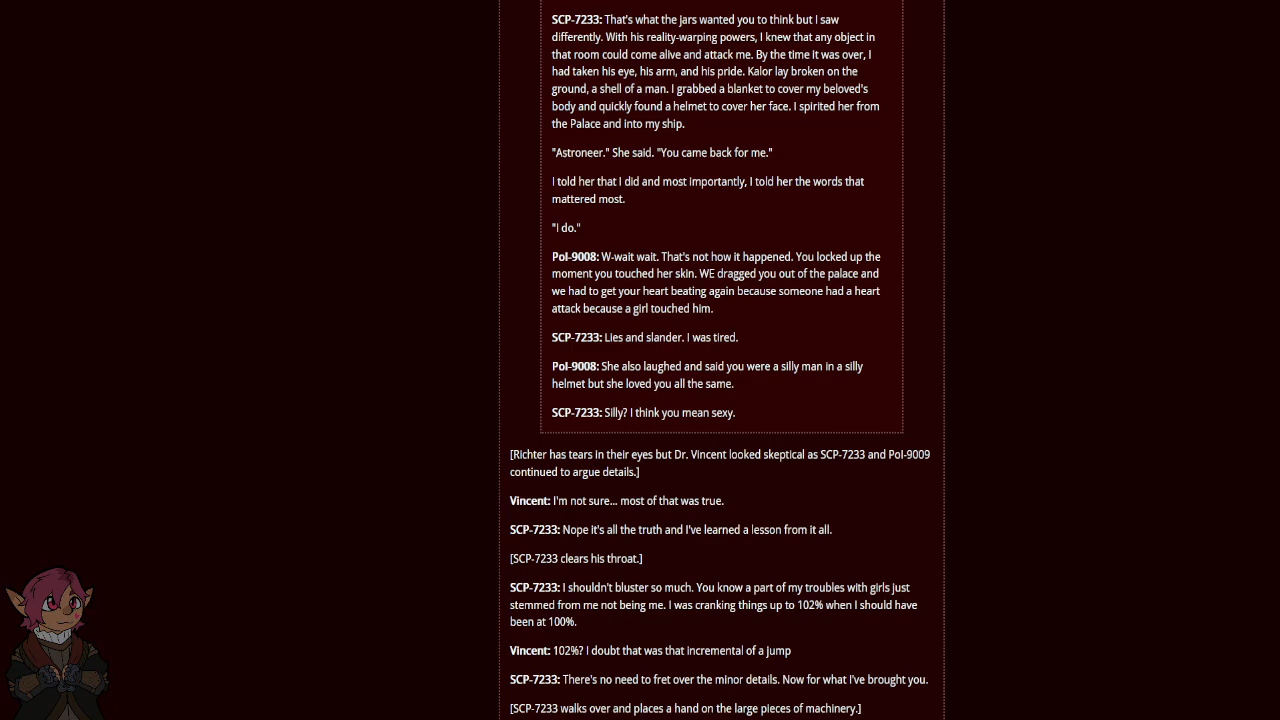 SCP-7233: That's what the jars wanted you to think but I saw
differently. With his reality-warping powers, I knew that any object in
that room could come alive and attack me. By the time it was over, I
had taken his eye, his arm, and his pride. Kalor lay broken on the
ground, a shell of a man. I grabbed a blanket to cover my beloved's
body and quickly found a helmet to cover her face. I spirited her from
the Palace and into my ship.
"Astroneer." She said. "You came back for me."
I told her that I did and most importantly, I told her the words that
mattered most.
"I do."
PoI-9008: W-wait wait. That's not how it happened. You locked up the
moment you touched her skin. WE dragged you out of the palace and
we had to get your heart beating again because someone had a heart
attack because a girl touched him.
SCP-7233: Lies and slander. I was tired.
PoI-9008: She also laughed and said you were a silly man in a silly
helmet but she loved you all the same.
SCP-7233: Silly? I think you mean sexy.
[Richter has tears in their eyes but Dr. Vincent looked skeptical as SCP-7233 and PoI-9009
continued to argue details.]
Vincent: I'm not sure... most of that was true.
SCP-7233: Nope it's all the truth and I've learned a lesson from it all.
[SCP-7233 clears his throat.]
SCP-7233: I shouldn't bluster so much. You know a part of my troubles with girls just
stemmed from me not being me. I was cranking things up to 102% when I should have
been at 100%.
Vincent: 102%? I doubt that was that incremental of a jump
SCP-7233: There's no need to fret over the minor details. Now for what I've brought you.
[SCP-7233 walks over and places a hand on the large pieces of machinery.]